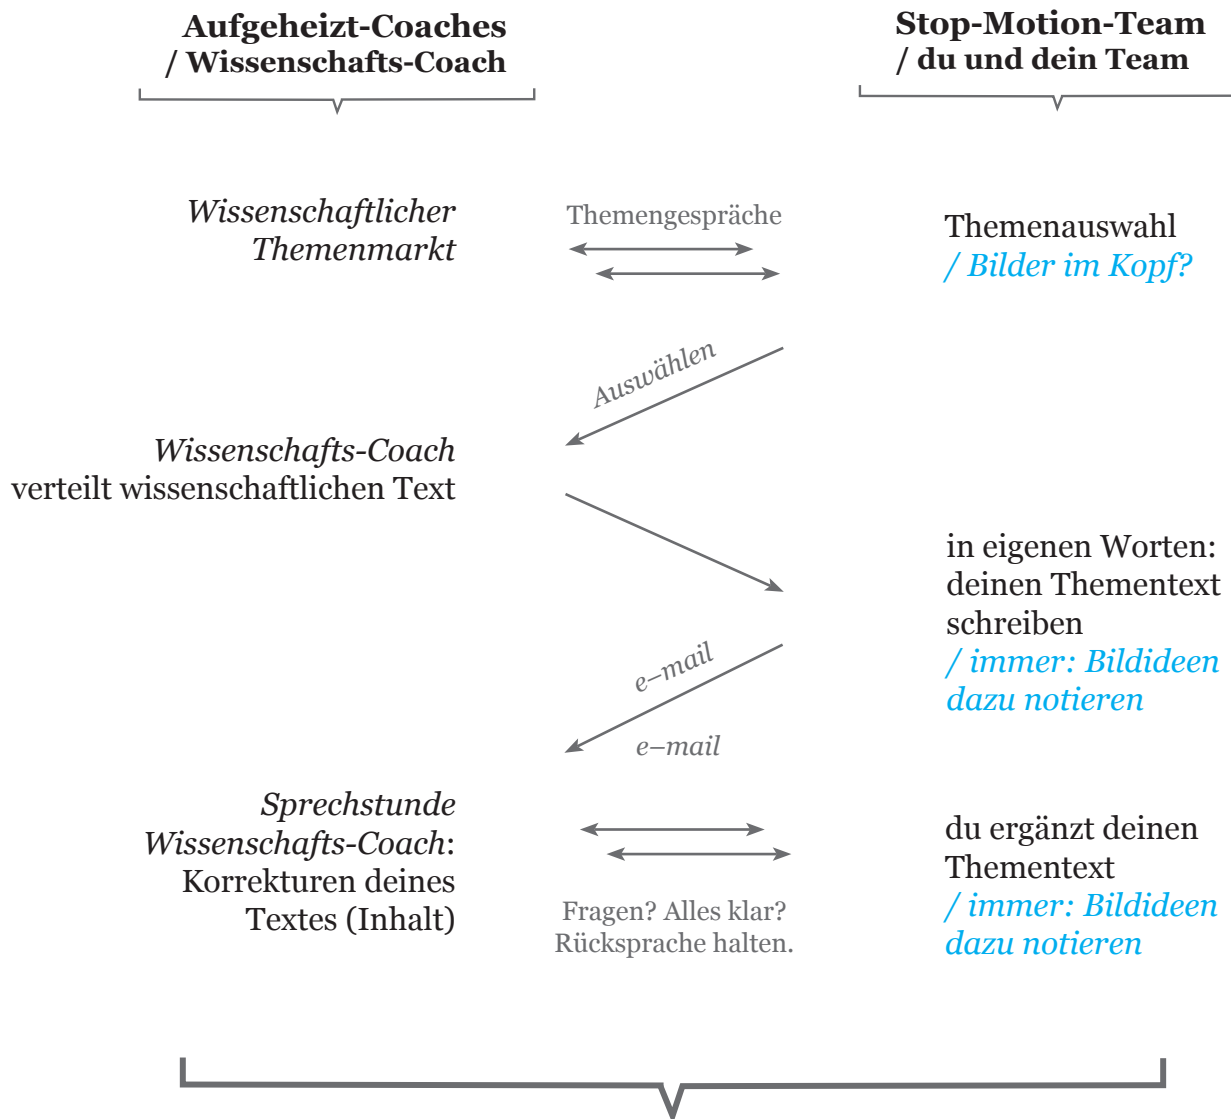 Aufgeheizt-Coaches
/ Wissenschafts-Coach
Stop-Motion-Team
/ du und dein Team
Wissenschaftlicher
Themenmarkt
Themengespräche
Themenauswahl
/ Bilder im Kopf?
Auswählen
Wissenschafts-Coach
verteilt wissenschaftlichen Text
in eigenen Worten:
deinen Thementext
schreiben
/ immer: Bildideen
dazu notieren
e–mail
e–mail
Sprechstunde
Wissenschafts-Coach:
Korrekturen deines
Textes (Inhalt)
Fragen? Alles klar?
Rücksprache halten.
du ergänzt deinen
Thementext
/ immer: Bildideen
dazu notieren